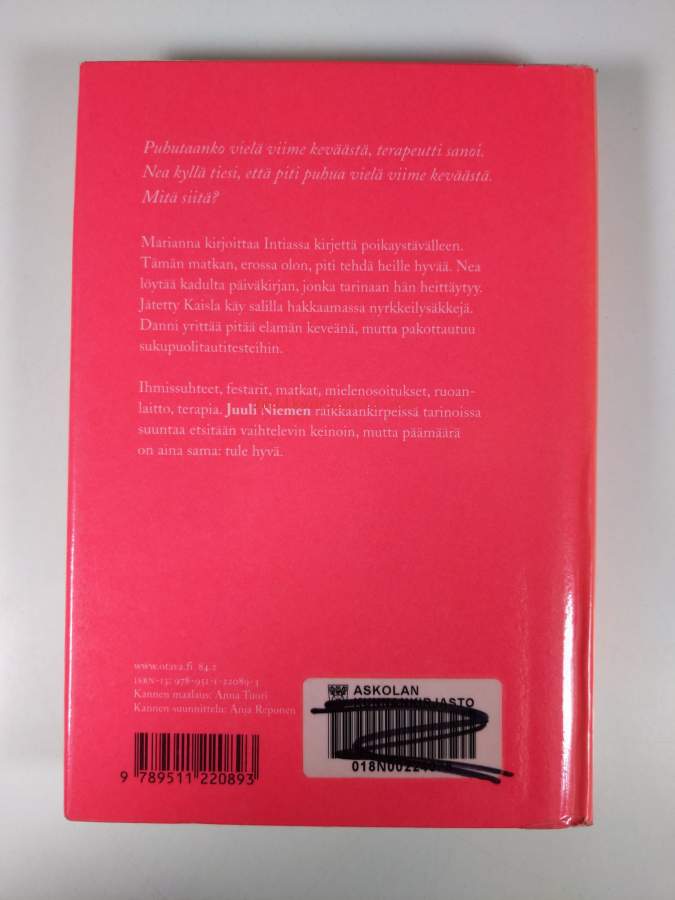 Puhutaanko vielä viime keväästä, terapeutti sanoi.
Nea kyllä tiesi, että piti puhua vielä viime keväästä.
Mitä siitä?
Marianna kirjoittaa Intiassa kirjettä poikaystävälleen.
Tämän matkan, erossa olon, piti tehdä heille hyvää. Nea
löytää kadulta päiväkirjan, jonka tarinaan hän heittäytyy.
Jätetty Kaisla käy salilla hakkaamassa nyrkkeilysäkkejä.
Danni yrittää pitää elämän keveänä, mutta pakottautuu
sukupuolitautitesteihin.
Ihmissuhteet, festarit, matkat, mielenosoitukset, ruoan-
laitto, terapia. Juuli Niemen raikkaankirpeissä tarinoissa
suuntaa etsitään vaihtelevin keinoin, mutta päämäärä
on aina sama: tule hyvä.
www.otava.fi 84.2
ISBN-13: 978-951-1-22089-3
Kannen maalaus: Anna Tuori
Kannen suunnittelu: Anja Reponen
9 789511 220893
ASKOLAN
018N0022